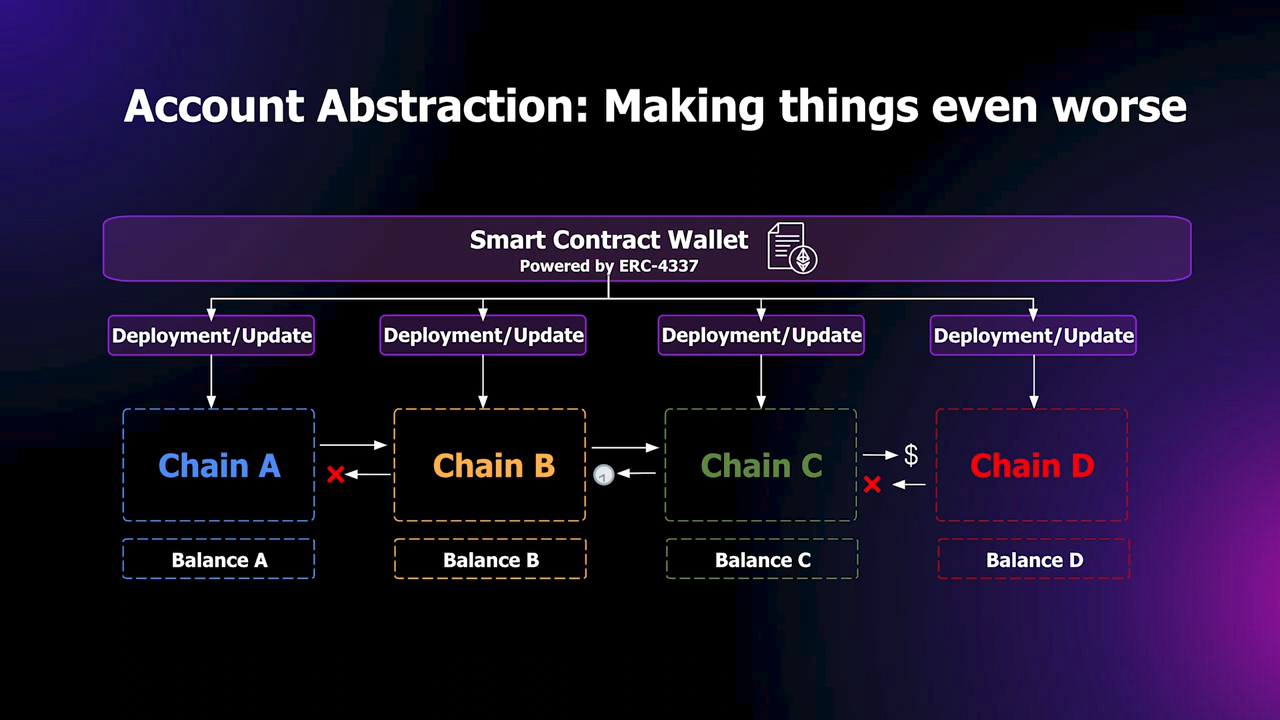 Account Abstraction: Making things even worse
Smart Contract Wallet
Powered by ERC-4337
Deployment/Update
Deployment/Update
Deployment/Update
Deployment/Update
Chain A
Chain B
Chain C
$
Chain D
Balance A
Balance B
Balance C
Balance D